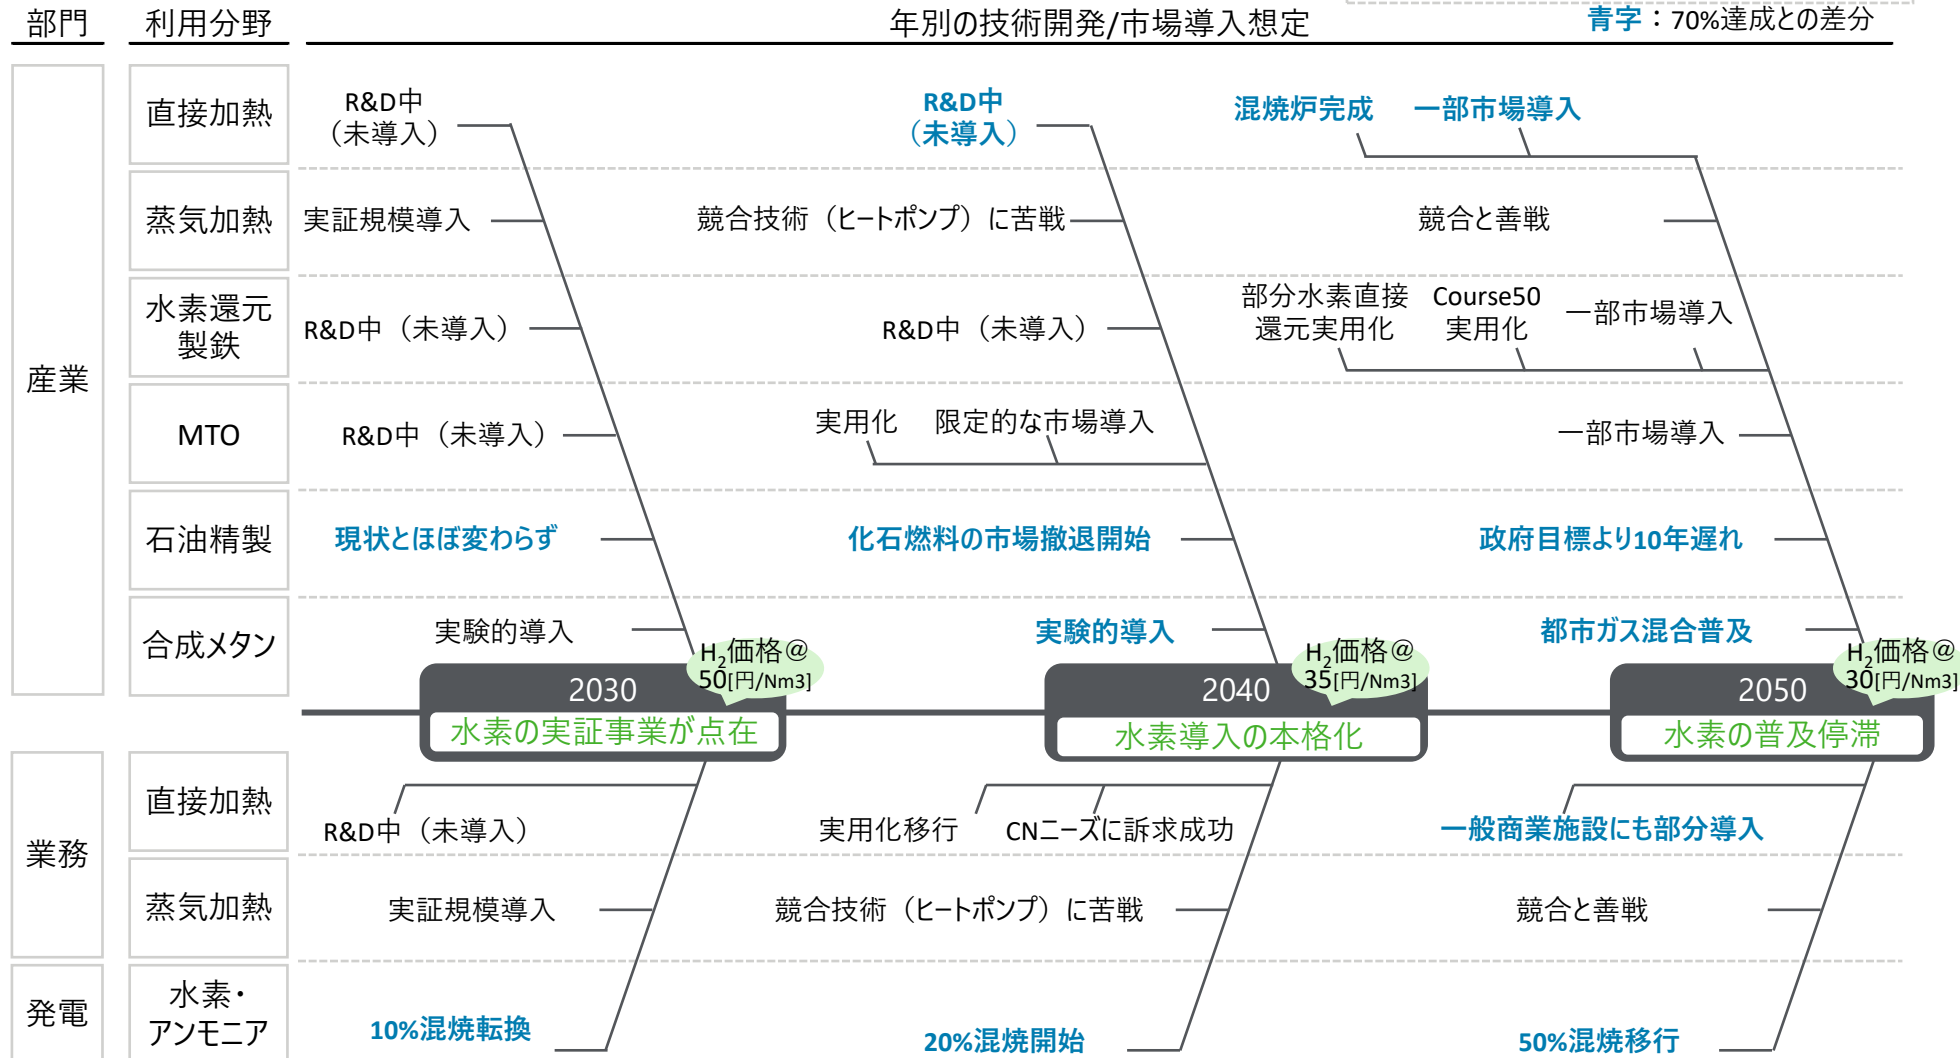 部門
利用分野
年別の技術開発/市場導入想定
青字：70%達成との差分
産業
直接加熱
R&D中
（未導入）
R&D中
（未導入）
混焼炉完成
一部市場導入
蒸気加熱
実証規模導入
競合技術（ヒートポンプ）に苦戦
競合と善戦
水素還元
製鉄
R&D中（未導入）
R&D中（未導入）
部分水素直接
還元実用化
Course50
実用化
一部市場導入
MTO
R&D中（未導入）
実用化
限定的な市場導入
一部市場導入
石油精製
現状とほぼ変わらず
化石燃料の市場撤退開始
政府目標より10年遅れ
合成メタン
実験的導入
実験的導入
都市ガス混合普及
H2価格@
50[円/Nm3]
H2価格@
35[円/Nm3]
H2価格@
30[円/Nm3]
2030
水素の実証事業が点在
2040
水素導入の本格化
2050
水素の普及停滞
業務
直接加熱
R&D中（未導入）
実用化移行
CNニーズに訴求成功
一般商業施設にも部分導入
蒸気加熱
実証規模導入
競合技術（ヒートポンプ）に苦戦
競合と善戦
発電
水素・
アンモニア
10%混焼転換
20%混焼開始
50%混焼移行